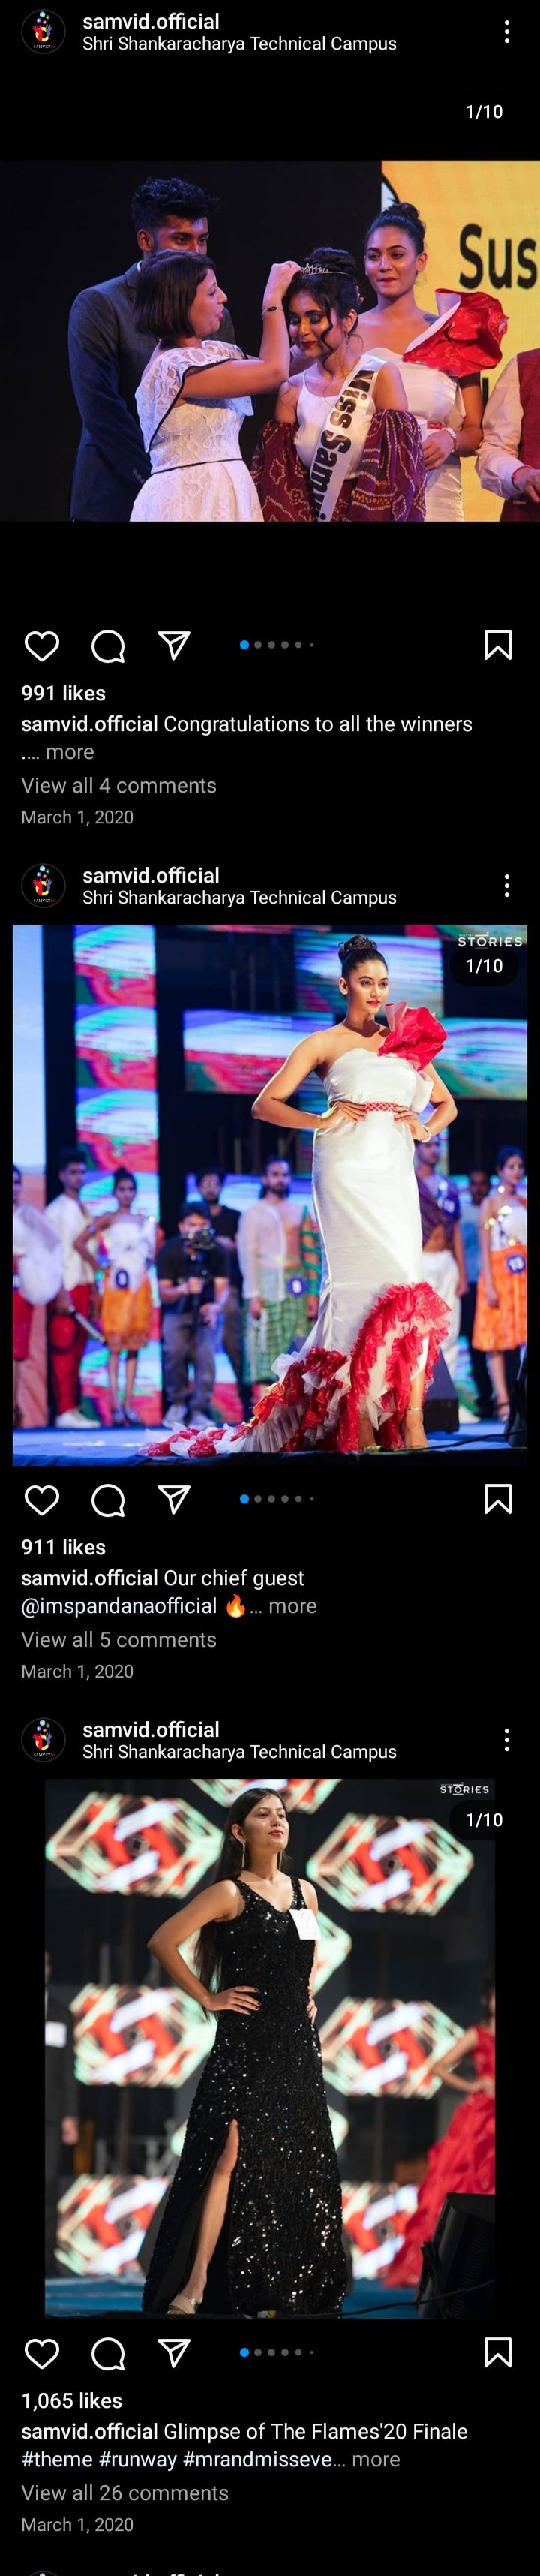 samvid.official
Shri Shankaracharya Technical Campus
1/10
Sus
Miss Sam
991 likes
samvid.official Congratulations to all the winners
.... more
View all 4 comments
March 1, 2020
samvid.official
Shri Shankaracharya Technical Campus
STORIES
1/10
911 likes
samvid.official Our chief guest
@imspandanaofficial 🔥... more
View all 5 comments
March 1, 2020
samvid.official
Shri Shankaracharya Technical Campus
STORIES
1/10
1,065 likes
samvid.official Glimpse of The Flames'20 Finale
#theme #runway #mrandmisseve... more
View all 26 comments
March 1, 2020